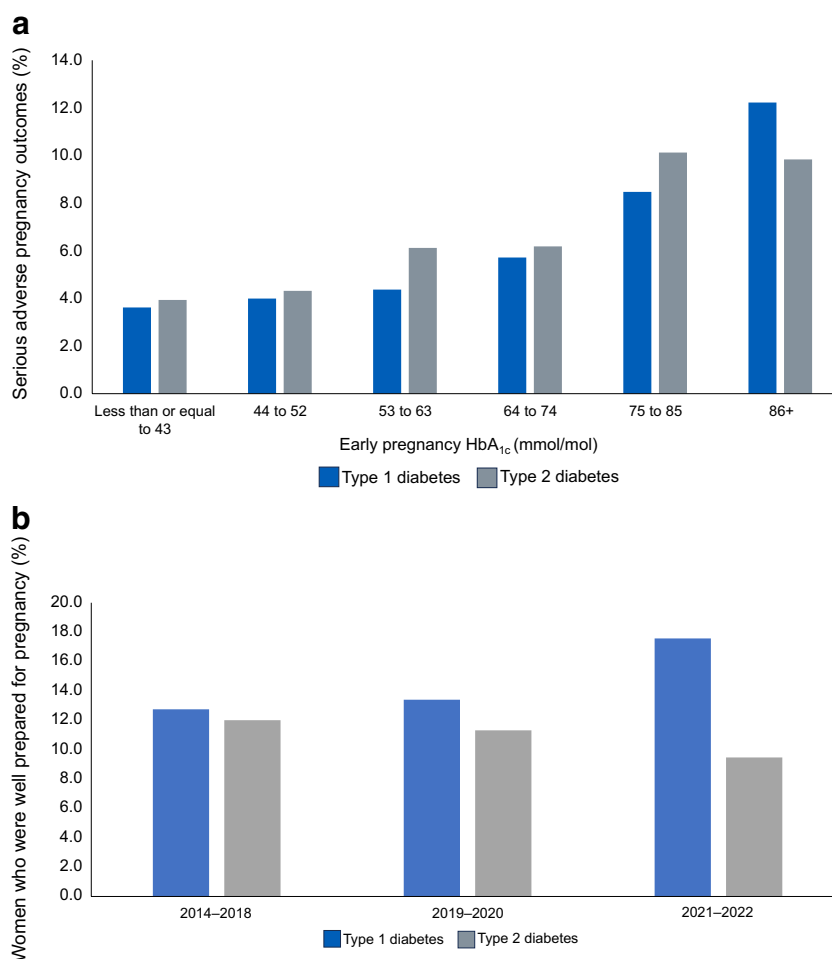 a
Serious adverse pregnancy outcomes (%)
14.0
12.0
10.0
8.0
6.0
4.0
2.0
0.0
Less than or equal
to 43
44 to 52
53 to 63
64 to 74
75 to 85
86+
Early pregnancy HbA1c (mmol/mol)
Type 1 diabetes
Type 2 diabetes
b
Women who were well prepared for pregnancy (%)
20.0
18.0
16.0
14.0
12.0
10.0
8.0
6.0
4.0
2.0
0.0
2014–2018
2019–2020
2021–2022
Type 1 diabetes
Type 2 diabetes